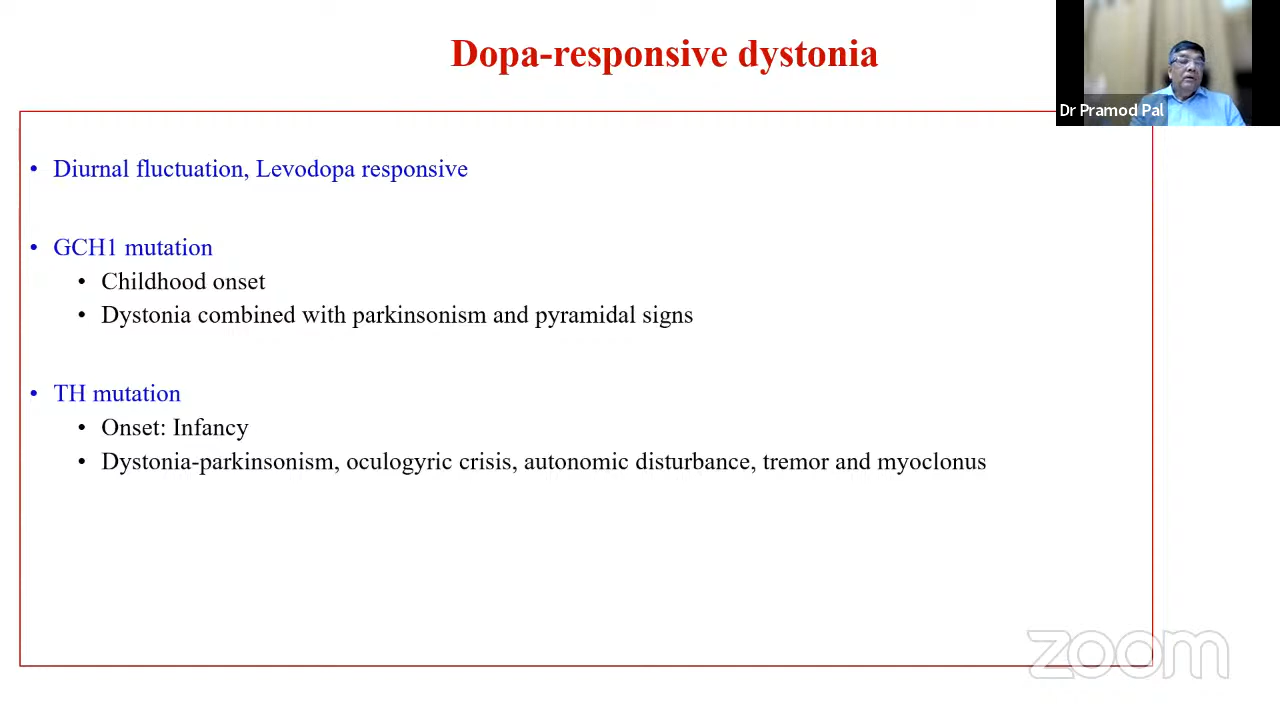 Dopa-responsive dystonia
Dr Pramod Pal
• Diurnal fluctuation, Levodopa responsive
• GCH1 mutation
• Childhood onset
• Dystonia combined with parkinsonism and pyramidal signs
• TH mutation
• Onset: Infancy
• Dystonia-parkinsonism, oculogyric crisis, autonomic disturbance, tremor and myoclonus
zoom